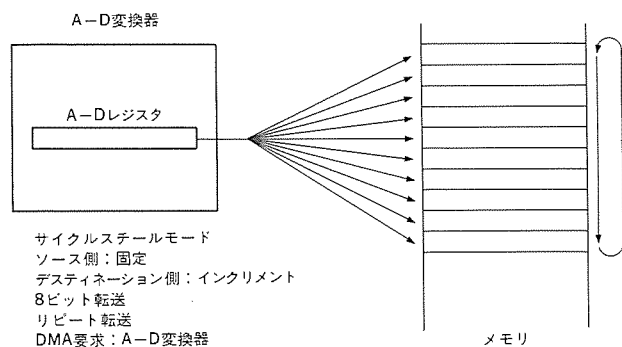 A－D変換器
A－Dレジスタ
サイクルスチールモード
ソース側：固定
デスティネーション側：インクリメント
8ビット転送
リピート転送
DMA要求：A－D変換器
メモリ